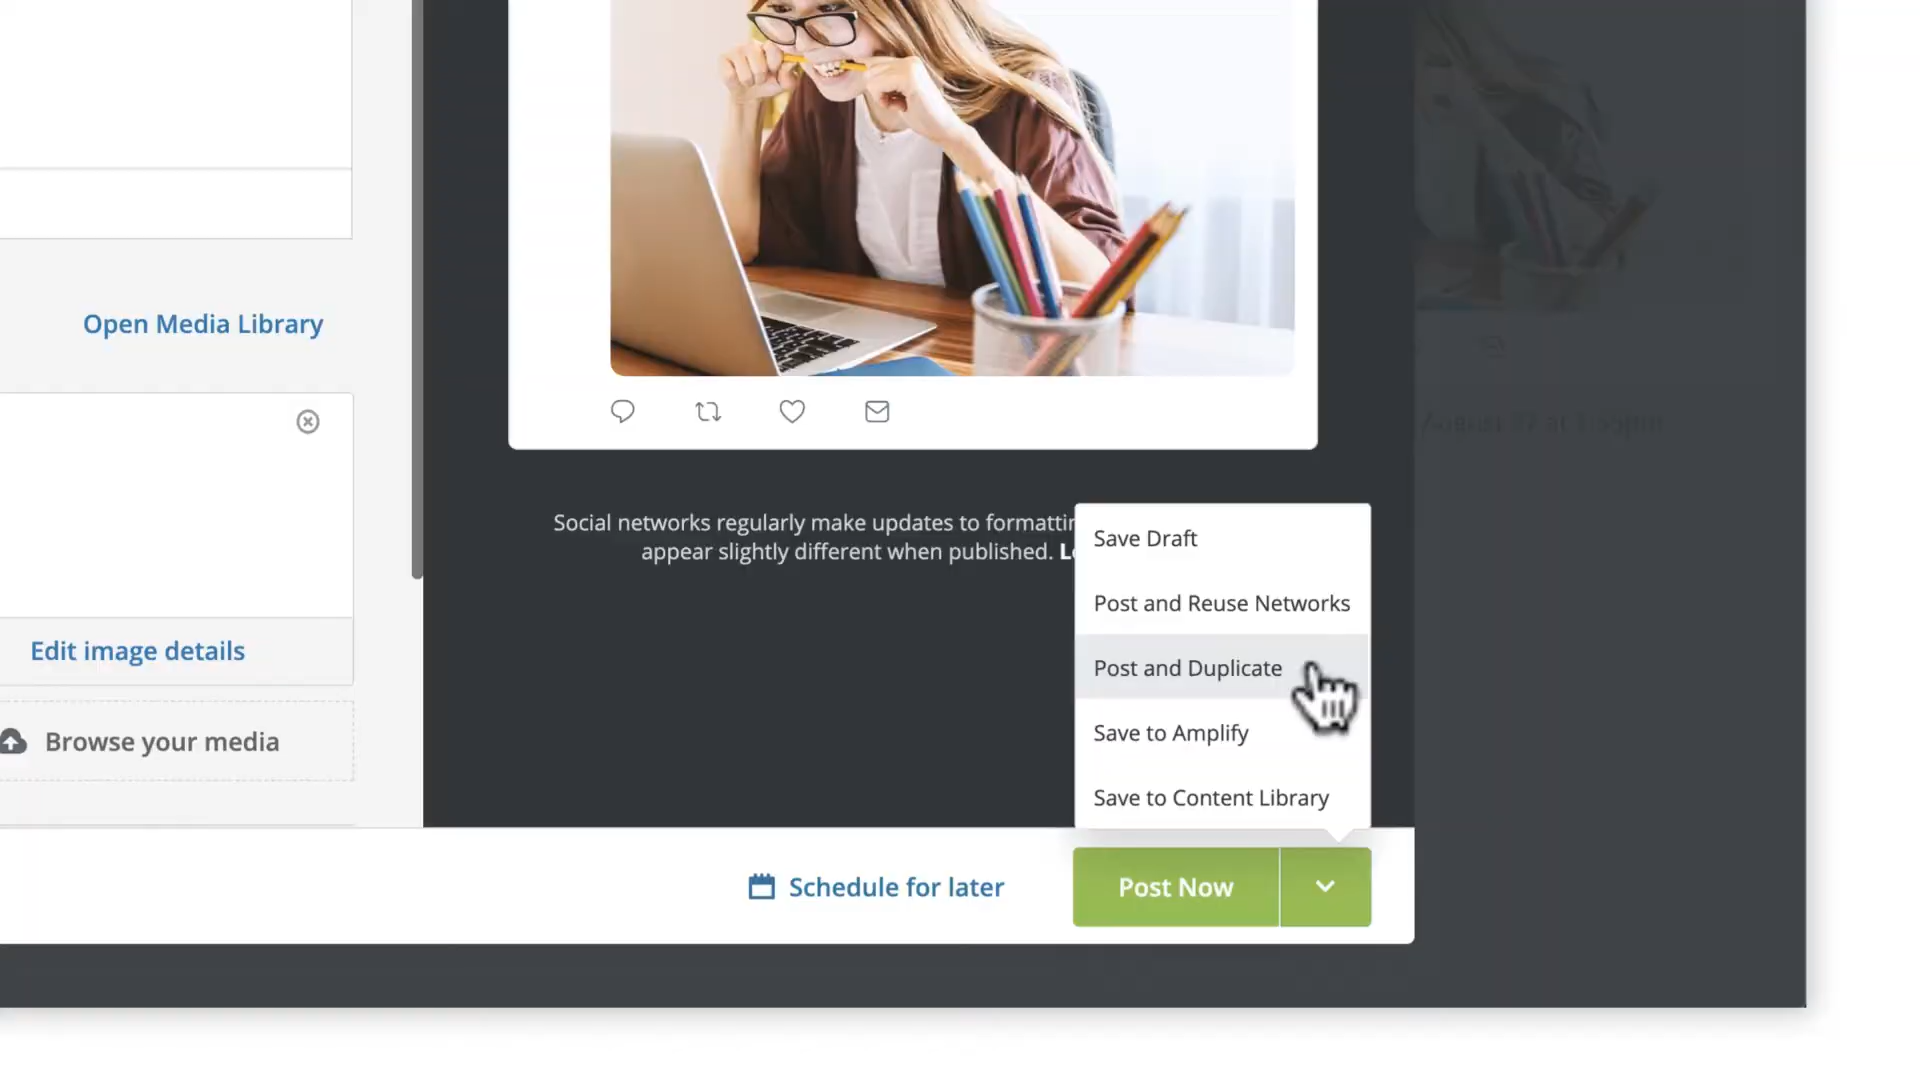 Open Media Library
Edit image details
Browse your media
Social networks regularly make updates to formattin
appear slightly different when published.
Save Draft
Post and Reuse Networks
Post and Duplicate
Save to Amplify
Save to Content Library
Schedule for later
Post Now